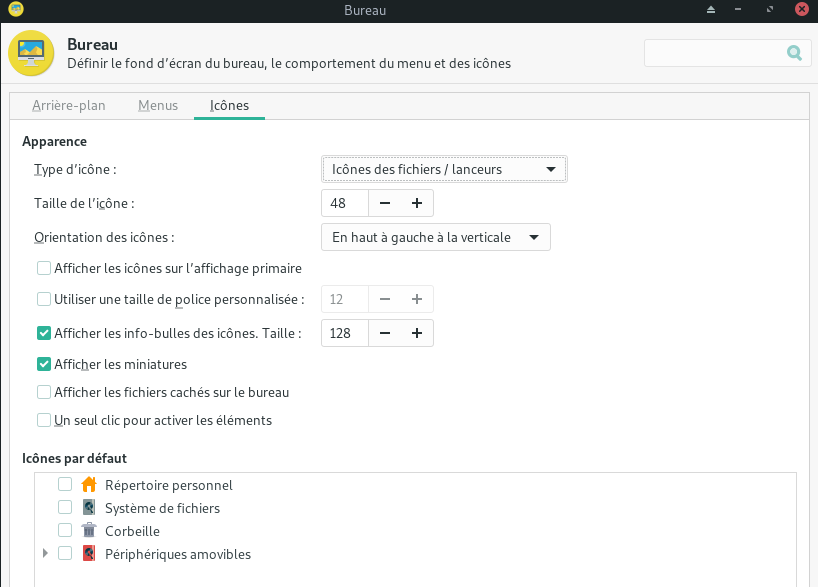 Bureau
Bureau
Définir le fond d’écran du bureau, le comportement du menu et des icônes
Arrière-plan Menus Icônes
Apparence
Type d’icône : Icônes des fichiers / lanceurs
Taille de l’icône : 48
Orientation des icônes : En haut à gauche à la verticale
Afficher les icônes sur l’affichage primaire
Utiliser une taille de police personnalisée : 12
Afficher les info-bulles des icônes. Taille : 128
Afficher les miniatures
Afficher les fichiers cachés sur le bureau
Un seul clic pour activer les éléments
Icônes par défaut
Répertoire personnel
Système de fichiers
Corbeille
Périphériques amovibles